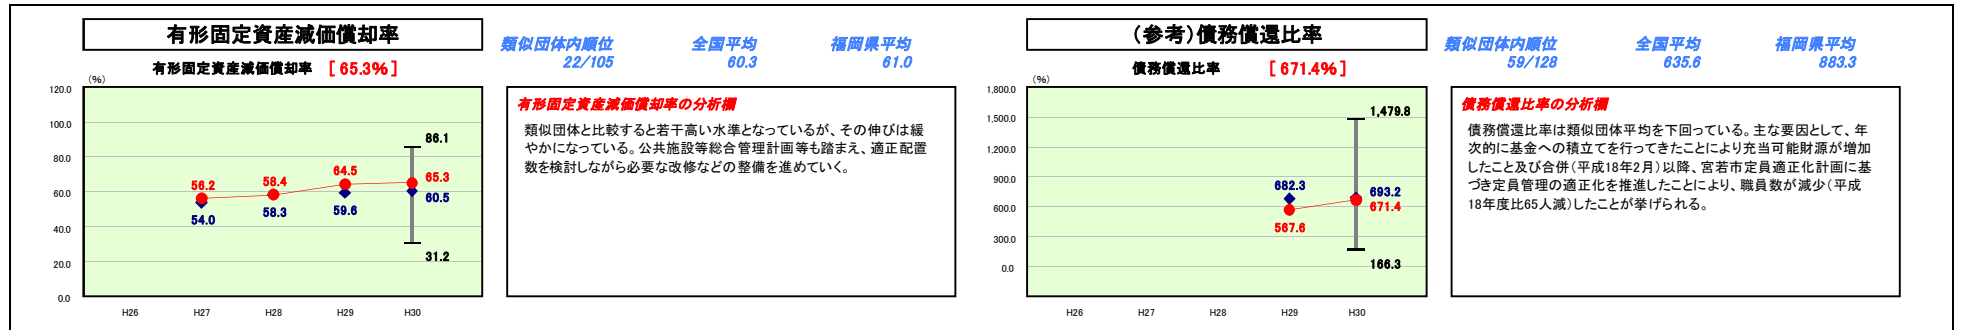 有形固定資産減価償却率
類似団体内順位 全国平均 福岡県平均
22/105 60.3 61.0
有形固定資産減価償却率 [ 65.3% ]
(%)
120.0
100.0
80.0
60.0
40.0
20.0
0.0
56.2
58.4
64.5
65.3
54.0
58.3
59.6
60.5
86.1
31.2
H26 H27 H28 H29 H30
有形固定資産減価償却率の分析欄
類似団体と比較すると若干高い水準となっているが、その伸びは緩
やかになっている。公共施設等総合管理計画等も踏まえ、適正配置
数を検討しながら必要な改修などの整備を進めていく。
(参考)債務償還比率
類似団体内順位 全国平均 福岡県平均
59/128 635.6 883.3
債務償還比率 [ 671.4% ]
(%)
1,800.0
1,500.0
1,200.0
900.0
600.0
300.0
0.0
682.3
567.6
693.2
671.4
1,479.8
166.3
H26 H27 H28 H29 H30
債務償還比率の分析欄
債務償還比率は類似団体平均を下回っている。主な要因として、年
次的に基金への積立てを行ってきたことにより充当可能財源が増加
したこと及び合併(平成18年2月)以降、宮若市定員適正化計画に基
づき定員管理の適正化を推進したことにより、職員数が減少(平成
18年度比65人減)したことが挙げられる。